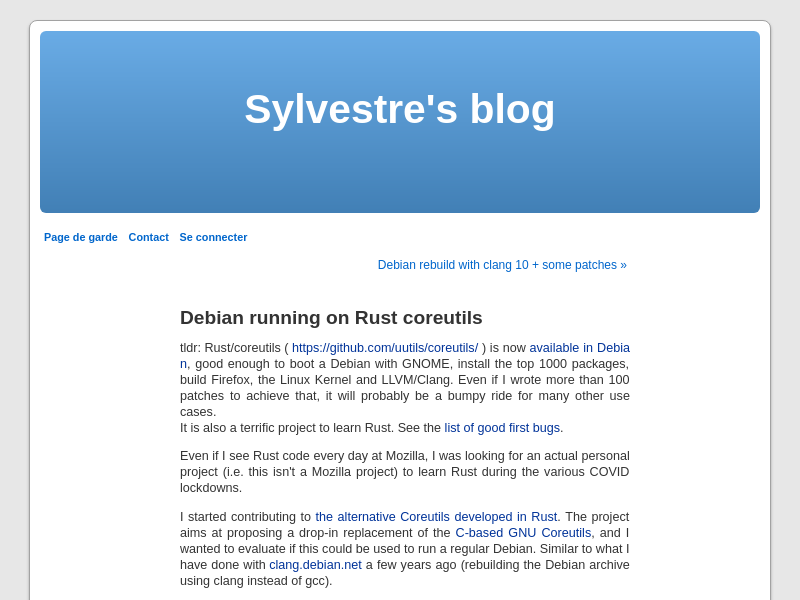 Sylvestre's blog
Page de garde Contact Se connecter
Debian rebuild with clang 10 + some patches »
Debian running on Rust coreutils
tldr: Rust/coreutils ( https://github.com/uutils/coreutils/ ) is now available in Debia
n, good enough to boot a Debian with GNOME, install the top 1000 packages,
build Firefox, the Linux Kernel and LLVM/Clang. Even if I wrote more than 100
patches to achieve that, it will probably be a bumpy ride for many other use
cases.
It is also a terrific project to learn Rust. See the list of good first bugs.
Even if I see Rust code every day at Mozilla, I was looking for an actual personal
project (i.e. this isn't a Mozilla project) to learn Rust during the various COVID
lockdowns.
I started contributing to the alternative Coreutils developed in Rust. The project
aims at proposing a drop-in replacement of the C-based GNU Coreutils, and I
wanted to evaluate if this could be used to run a regular Debian. Similar to what I
have done with clang.debian.net a few years ago (rebuilding the Debian archive
using clang instead of gcc).